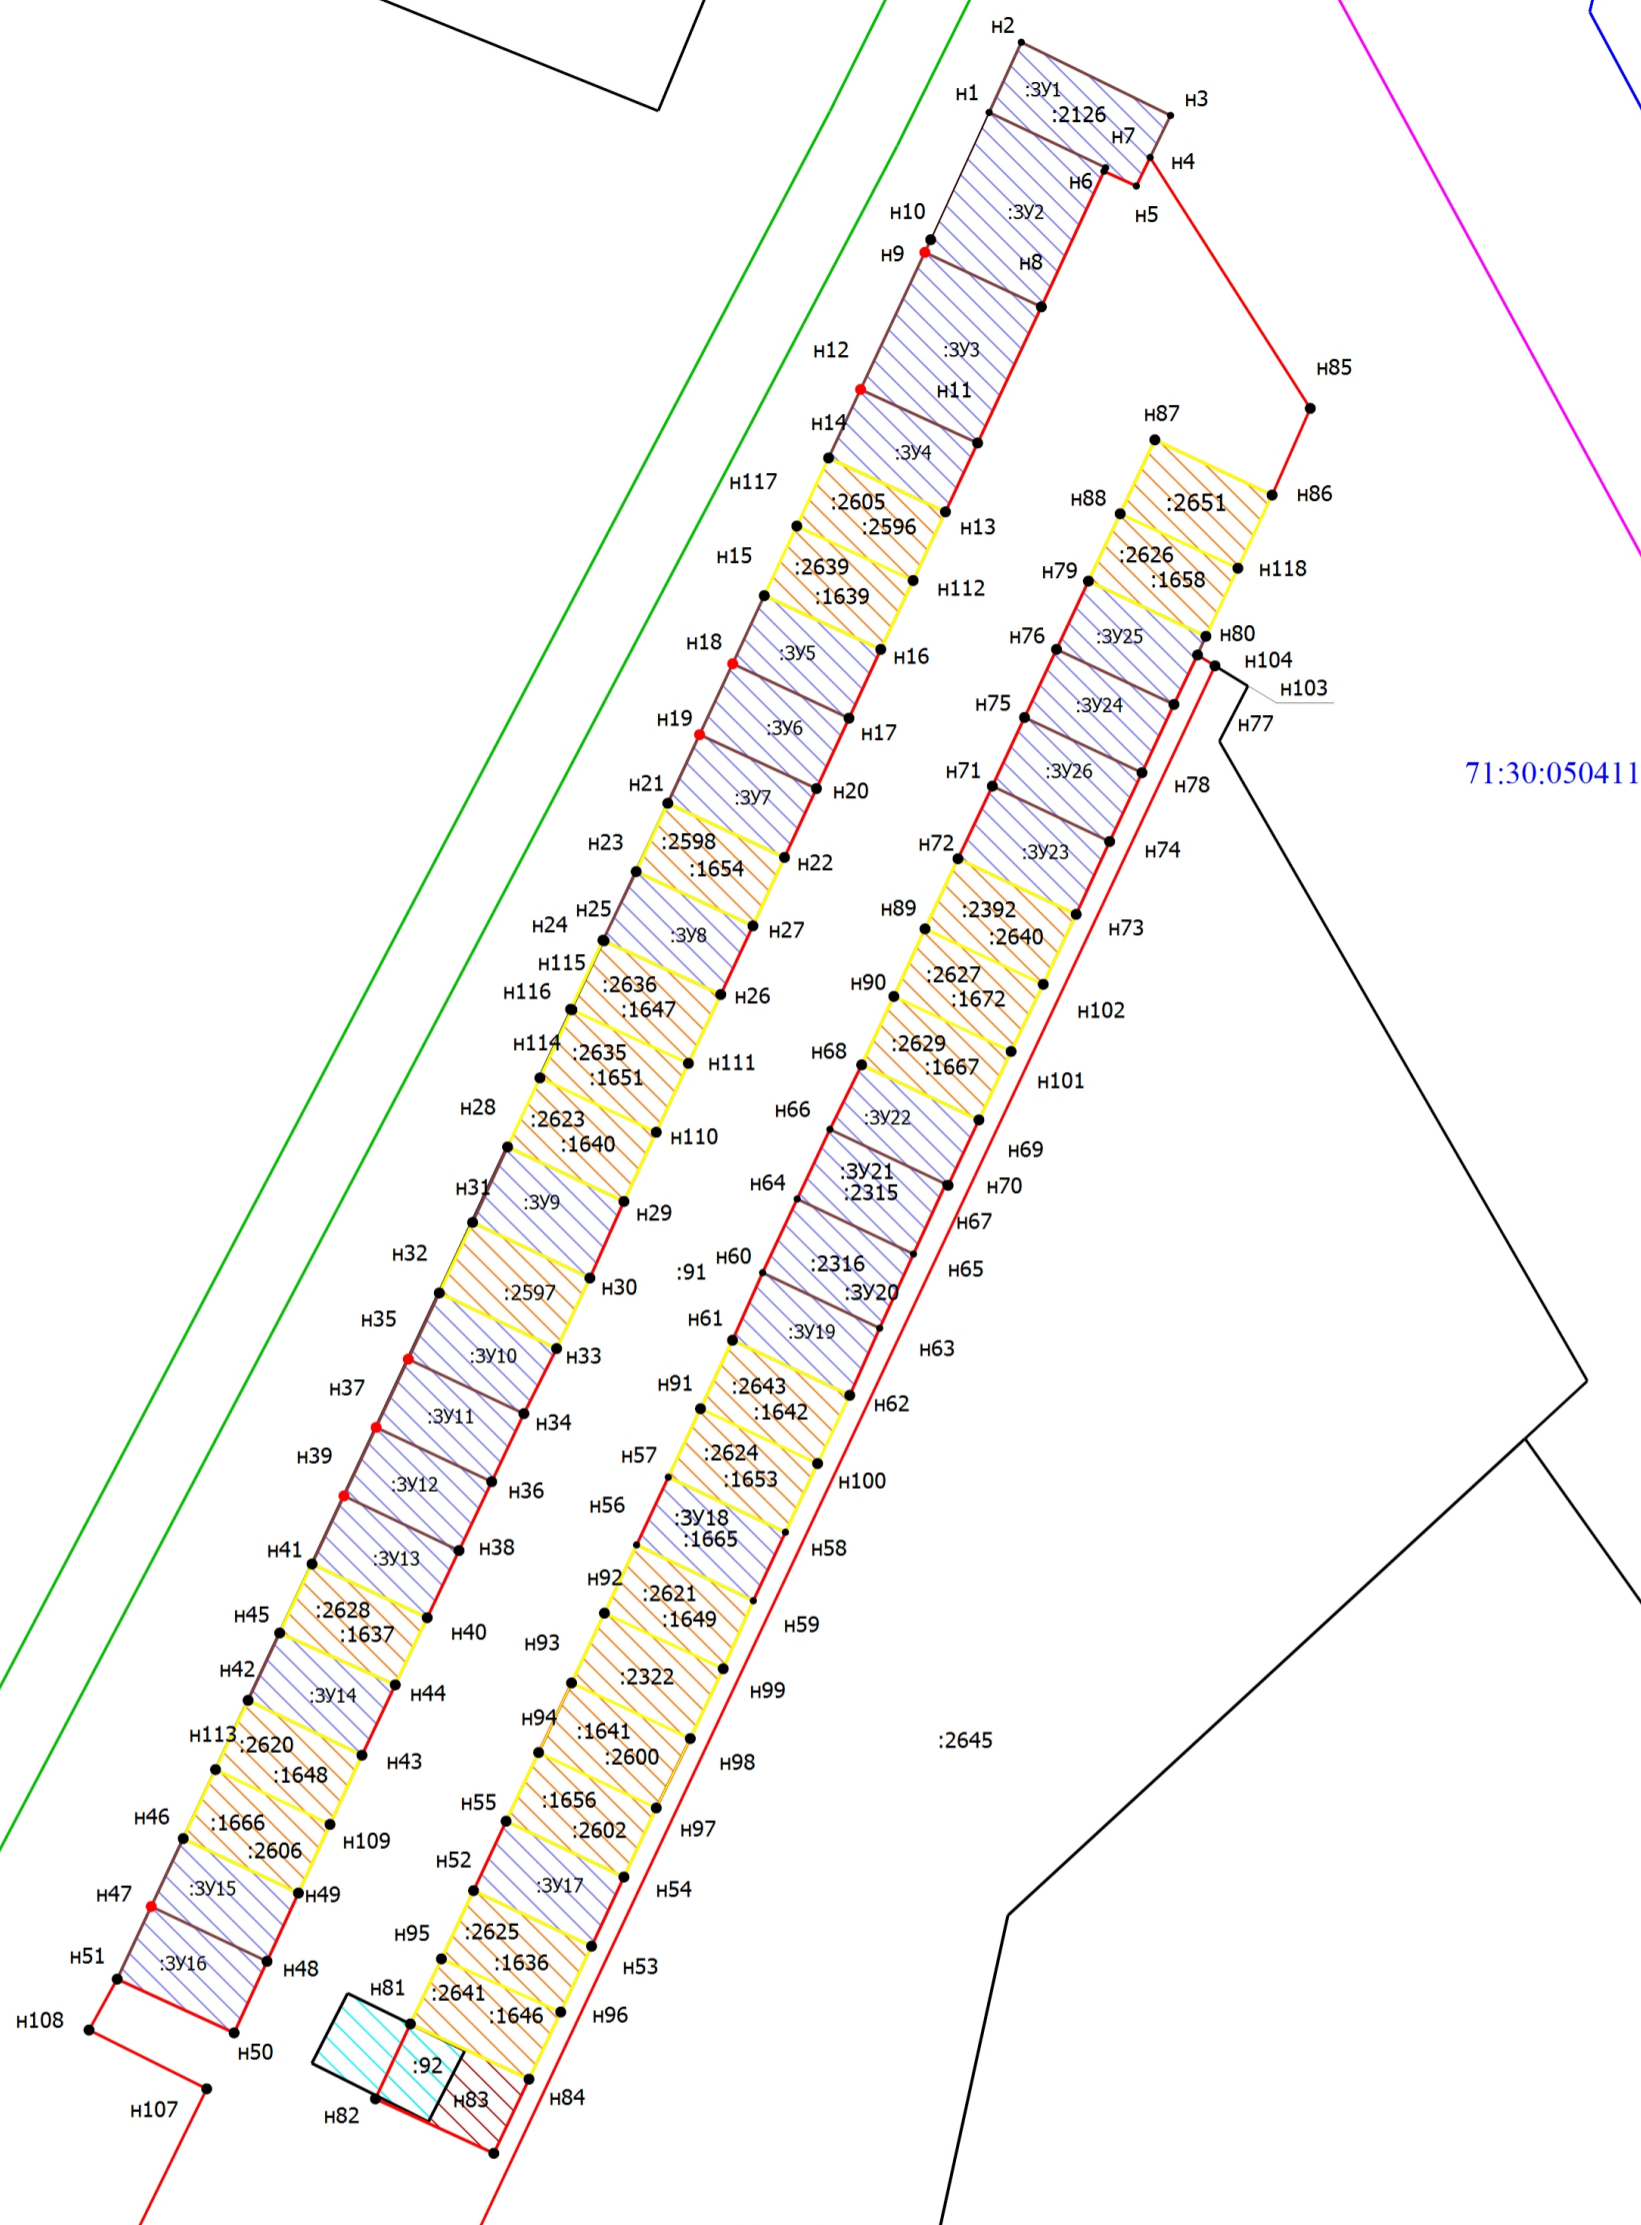 н2
:ЗУ1
н1
н3
:2126
н7
н4
н6
н5
н10
:ЗУ2
н9
н8
н12
:ЗУ3
н85
н11
н87
н14
:ЗУ4
н117
н88
:2651
н86
:2605
:2596
н13
н15
:2626
н79
н118
:2639
:1658
:1639
н112
н18
н76
:ЗУ25
н80
:ЗУ5
н16
н104
н103
н19
н75
:ЗУ24
:ЗУ6
н17
н77
н71
:ЗУ26
71:30:050411
н21
:ЗУ7
н20
н78
н23
:2598
н72
:ЗУ23
н74
:1654
н22
н25
н89
:2392
н24
:ЗУ8
н27
:2640
н73
н115
н90
:2627
н116
:2636
:1672
н26
:1647
н102
н114
:2635
н68
:2629
:1651
н111
:1667
н101
н28
:2623
н66
:ЗУ22
:1640
н110
н69
н31
н64
:ЗУ21
н70
:ЗУ9
:2315
н29
н67
н32
н60
:91
:2316
н65
:2597
н30
:ЗУ20
н35
н61
:ЗУ19
:ЗУ10
н33
н63
н37
н91
:2643
:ЗУ11
н34
:1642
н62
н39
н57
:2624
:ЗУ12
н36
:1653
н100
н56
:ЗУ18
н41
:ЗУ13
н38
:1665
н58
н92
:2621
н45
:2628
:1637
н40
:1649
н59
н93
н42
:ЗУ14
н44
:2322
н99
н94
н113
:2620
:1641
:2645
:1648
н43
:2600
н98
н55
:1656
н46
:1666
:2602
н97
:2606
н109
н52
н47
:ЗУ15
н49
:ЗУ17
н54
н95
:2625
н51
:ЗУ16
н48
:1636
н53
н81
:2641
н108
:1646
н96
н50
:92
н107
н82
н83
н84